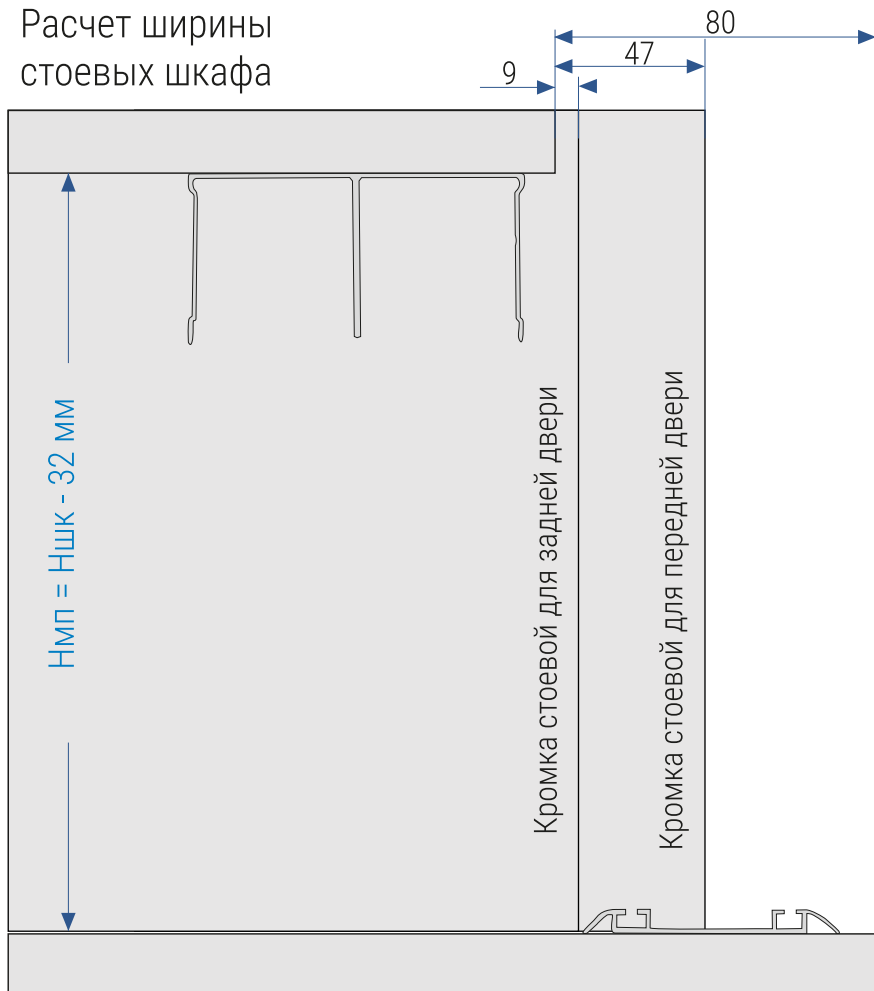 Расчет ширины
стоевых шкафа
80
47
9
Нмп = Ншк - 32 мм
Кромка стоевой для задней двери
Кромка стоевой для передней двери